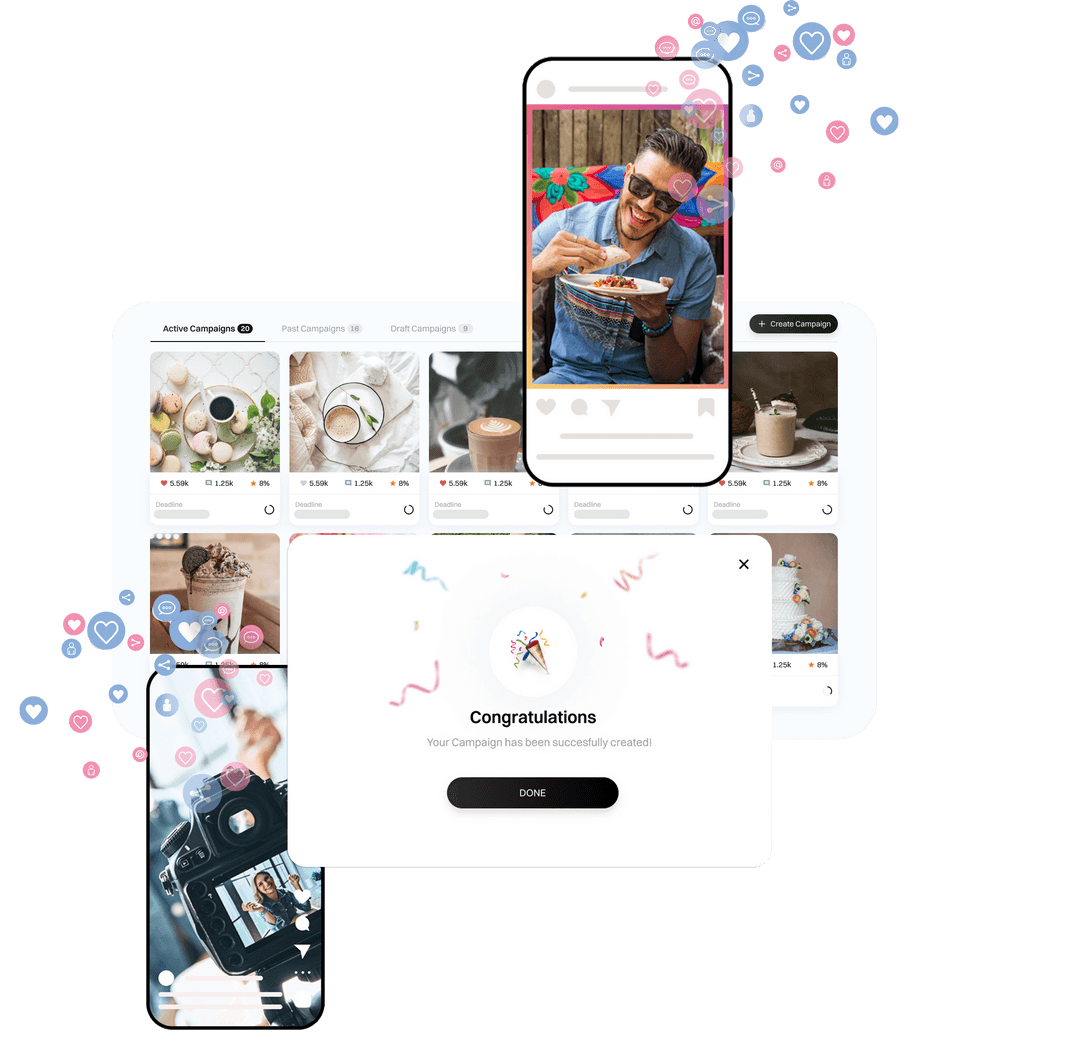 Active Campaigns 20
Past Campaigns 16
Draft Campaigns 9
+ Create Campaign
5.59k 1.25k 8%
5.59k 1.25k 8%
5.59k 1.25k
5.59k 1.25k 8%
Deadline
Deadline
Deadline
Deadline
Deadline
1.25k 8%
Congratulations
Your Campaign has been succesfully created!
DONE